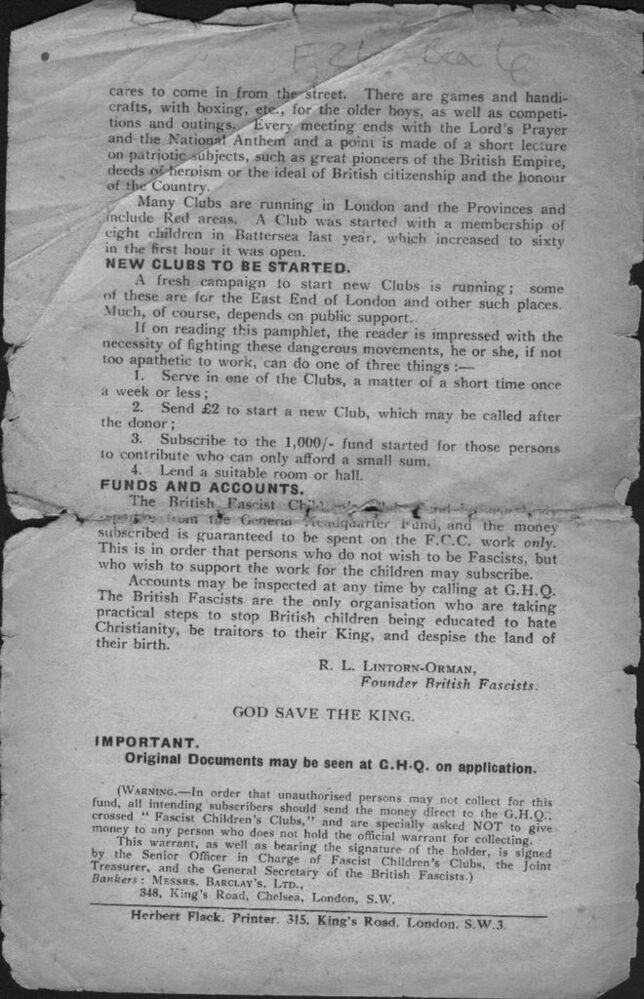 cares to come in from the street. There are games and handi-
crafts, with boxing, etc., for the older boys, as well as competi-
tions and outings. Every meeting ends with the Lord's Prayer
and the National Anthem and a point is made of a short lecture
on patriotic subjects, such as great pioneers of the British Empire,
deeds of heroism or the ideal of British citizenship and the honour
of the Country.
Many Clubs are running in London and the Provinces and
include Red areas. A Club was started with a membership of
eight children in Battersea last year, which increased to sixty
in the first hour it was open.
NEW CLUBS TO BE STARTED.
A fresh campaign to start new Clubs is running; some
of these are for the East End of London and other such places.
Much, of course, depends on public support.
If on reading this pamphlet, the reader is impressed with the
necessity of fighting these dangerous movements, he or she, if not
too apathetic to work, can do one of three things :—
1. Serve in one of the Clubs, a matter of a short time once
a week or less;
2. Send £2 to start a new Club, which may be called after
the donor;
3. Subscribe to the 1,000/- fund started for those persons
to contribute who can only afford a small sum.
4. Lend a suitable room or hall.
FUNDS AND ACCOUNTS.
The British Fascist
from the General Headquarter Fund, and the money
subscribed is guaranteed to be spent on the F.C.C. work only.
This is in order that persons who do not wish to be Fascists, but
who wish to support the work for the children may subscribe.
Accounts may be inspected at any time by calling at G.H.Q.
The British Fascists are the only organisation who are taking
practical steps to stop British children being educated to hate
Christianity, be traitors to their King, and despise the land of
their birth.
R. L. LINTORN-ORMAN,
Founder British Fascists.
GOD SAVE THE KING.
IMPORTANT.
Original Documents may be seen at G.H.Q. on application.
(WARNING.—In order that unauthorised persons may not collect for this
fund, all intending subscribers should send the money direct to the G.H.Q.,
crossed "Fascist Children's Clubs," and are specially asked NOT to give
money to any person who does not hold the official warrant for collecting.
This warrant, as well as bearing the signature of the holder, is signed
by the Senior Officer in Charge of Fascist Children's Clubs, the Joint
Treasurer, and the General Secretary of the British Fascists.)
Bankers: MESSRS. BARCLAY'S, LTD.,
348, King's Road, Chelsea, London, S.W.
Herbert Flack, Printer, 315, King's Road, London, S.W.3